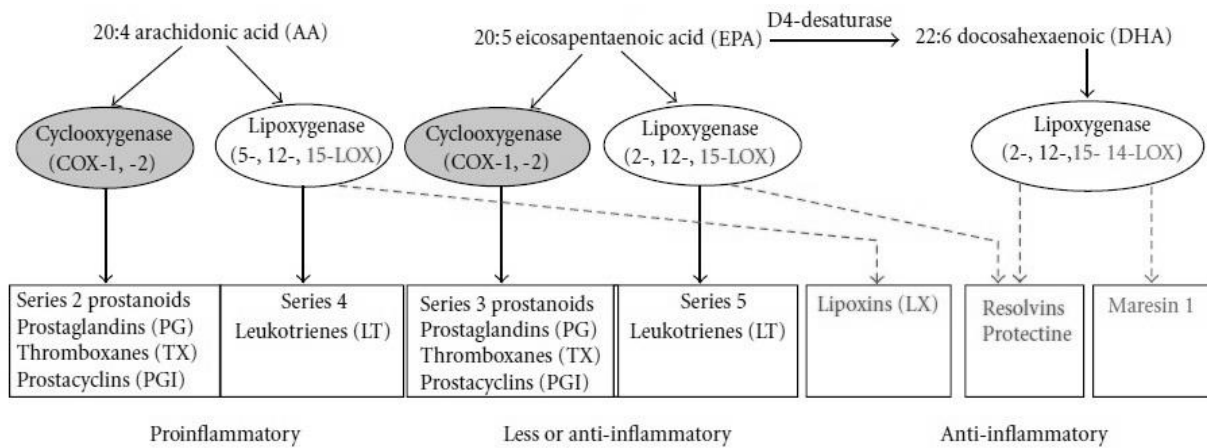 D4-desaturase
20:4 arachidonic acid (AA)
20:5 eicosapentaenoic acid (EPA)
22:6 docosahexaenoic (DHA)
Cyclooxygenase
(COX-1, -2)
Lipoxygenase
(5-, 12-, 15-LOX)
Cyclooxygenase
(COX-1, -2)
Lipoxygenase
(2-, 12-, 15-LOX)
Lipoxygenase
(2-, 12-,15- 14-LOX)
Series 2 prostanoids
Prostaglandins (PG)
Thromboxanes (TX)
Prostacyclins (PGI)
Series 4
Leukotrienes (LT)
Series 3 prostanoids
Prostaglandins (PG)
Thromboxanes (TX)
Prostacyclins (PGI)
Series 5
Leukotrienes (LT)
Lipoxins (LX)
Resolvins
Protectine
Maresin 1
Proinflammatory
Less or anti-inflammatory
Anti-inflammatory